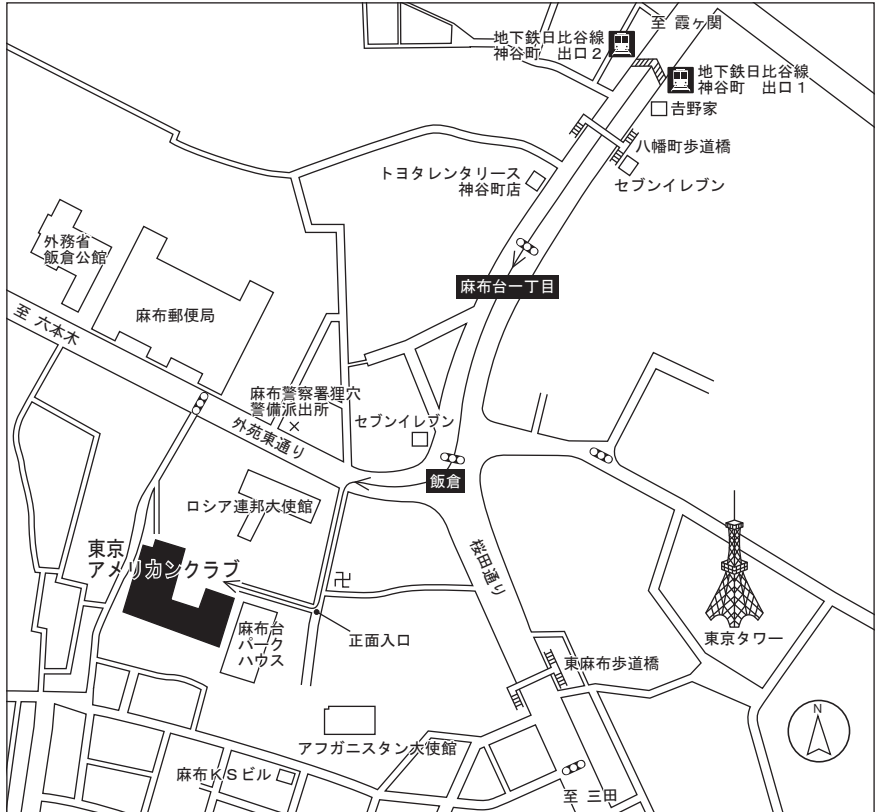 至 霞ヶ関
地下鉄日比谷線
神谷町 出口2
地下鉄日比谷線
神谷町 出口1
吉野家
八幡町歩道橋
セブンイレブン
トヨタレンタリース
神谷町店
外務省
飯倉公館
麻布台一丁目
麻布郵便局
至 六本木
麻布警察署狸穴
警備派出所
外苑東通り
セブンイレブン
飯倉
ロシア連邦大使館
東京
アメリカンクラブ
桜田通り
麻布台
パーク
ハウス
正面入口
東京タワー
東麻布歩道橋
N
アフガニスタン大使館
麻布KSビル
至 三田